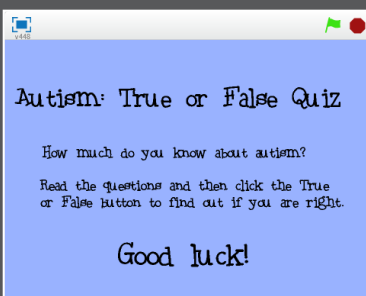 v448
Autism: True or False Quiz
How much do you know about autism?
Read the questions and then click the True
or False button to find out if you are right.
Good luck!